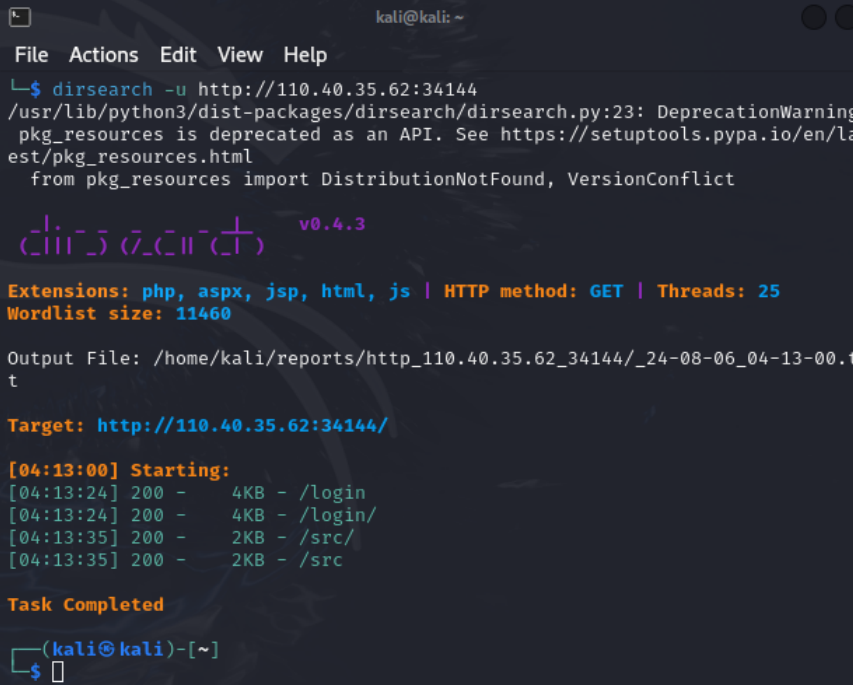 kali@kali: ~
File Actions Edit View Help
└─$ dirsearch -u http://110.40.35.62:34144
/usr/lib/python3/dist-packages/dirsearch/dirsearch.py:23: DeprecationWarning
pkg_resources is deprecated as an API. See https://setuptools.pypa.io/en/la
est/pkg_resources.html
from pkg_resources import DistributionNotFound, VersionConflict
v0.4.3
Extensions: php, aspx, jsp, html, js | HTTP method: GET | Threads: 25
Wordlist size: 11460
Output File: /home/kali/reports/http_110.40.35.62_34144/_24-08-06_04-13-00.t
t
Target: http://110.40.35.62:34144/
[04:13:00] Starting:
[04:13:24] 200 - 4KB - /login
[04:13:24] 200 - 4KB - /login/
[04:13:35] 200 - 2KB - /src/
[04:13:35] 200 - 2KB - /src
Task Completed
┌──(kali㉿kali)-[~]
└─$